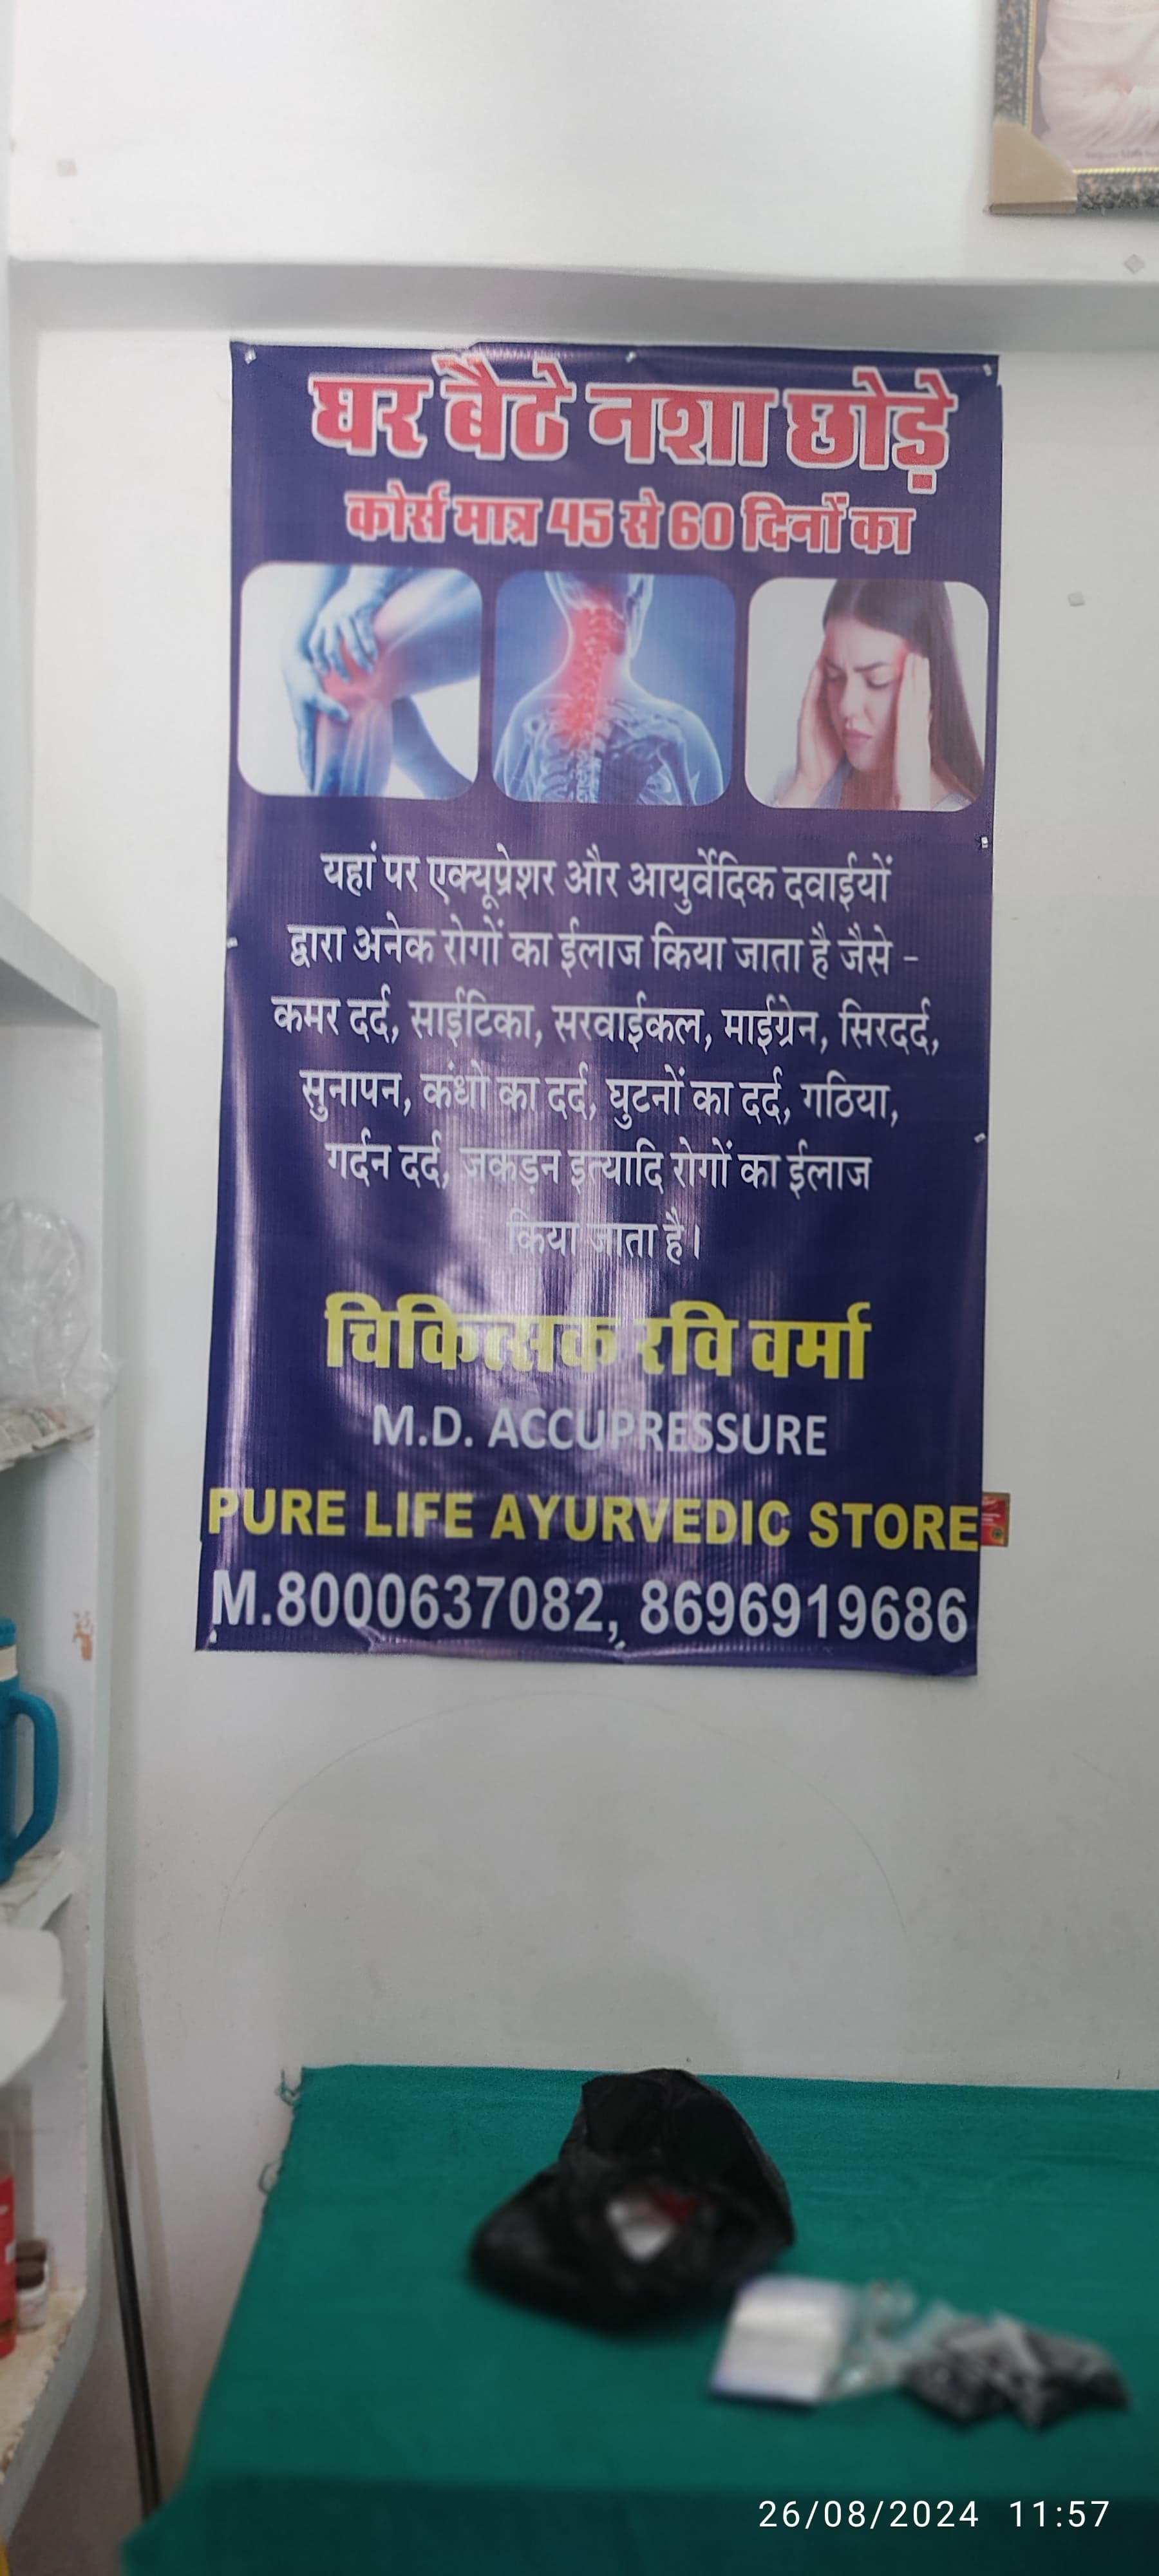 घर बैठे नशा छोड़े
कोर्स मात्र 45 से 60 दिनों का
यहां पर एक्यूप्रेशर और आयुर्वेदिक दवाईयों
द्वारा अनेक रोगों का ईलाज किया जाता है जैसे -
कमर दर्द, साईटिका, सरवाईकल, माईग्रेन, सिरदर्द,
सुनापन, कंधो का दर्द, घुटनों का दर्द, गठिया,
गर्दन दर्द, जकड़न इत्यादि रोगों का ईलाज
किया जाता है।
चिकित्सक रवि वर्मा
M.D. ACCUPRESSURE
PURE LIFE AYURVEDIC STORE
M.8000637082, 8696919686
26/08/2024 11:57